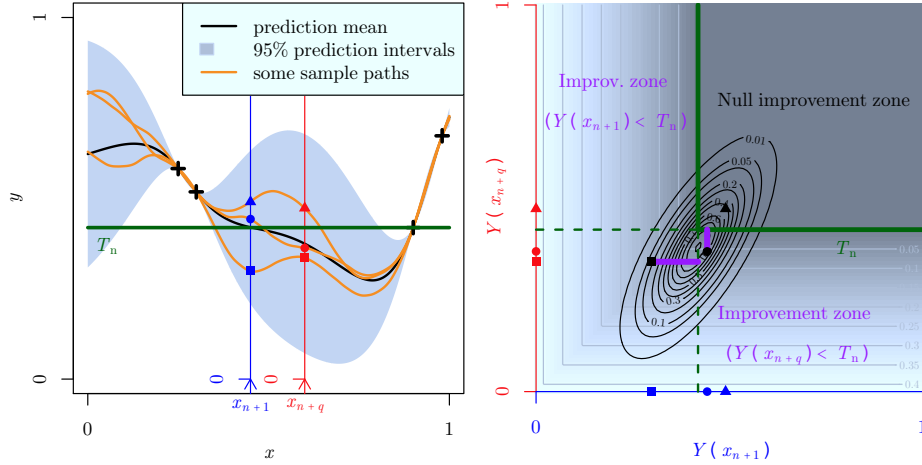 1
prediction mean
95% prediction intervals
some sample paths
y
T_n
0
0
0
x_{n+1}
x_{n+q}
0
1
x
1
Y(x_{n+q})
0
Improv. zone
(Y(x_{n+1}) < T_n)
Null improvement zone
0.01
0.05
0.2
T_n
0.05
0.3
0.1
Improvement zone
(Y(x_{n+q}) < T_n)
0.25
0.3
0.35
0.4
0
1
Y(x_{n+1})